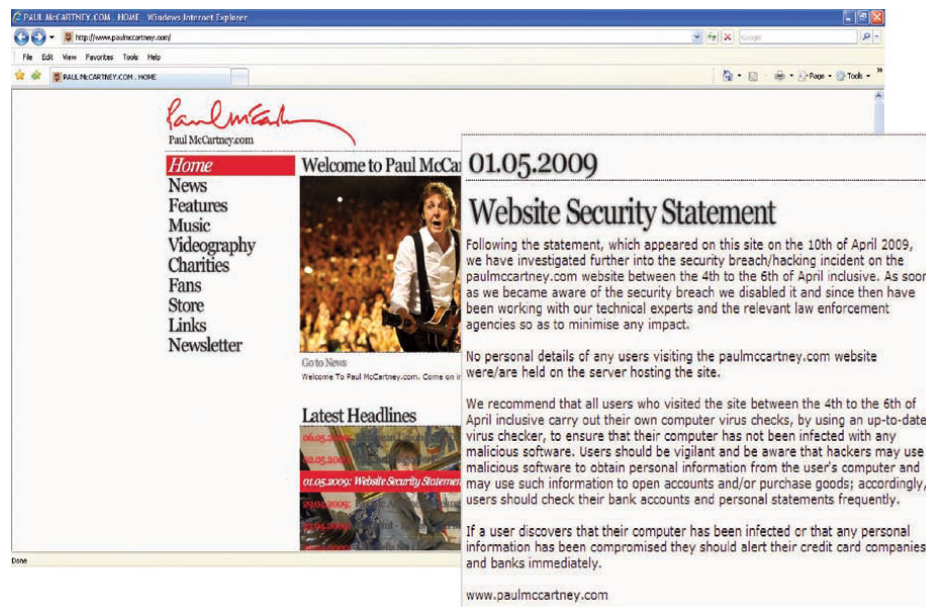 PAUL McCARTNEY.COM . HOME - Windows Internet Explorer
http://www.paulmccartney.com/
Google
File Edit View Favorites Tools Help
PAUL McCARTNEY.COM . HOME
Page Tools
Paul McCartney.com
Home
News
Features
Music
Videography
Charities
Fans
Store
Links
Newsletter
Welcome to Paul McCa
Go to News
Welcome To Paul McCartney.com. Come on in
Latest Headlines
06.05.2009:
01.05.2009: Website Security Statemen
Done
01.05.2009
Website Security Statement
Following the statement, which appeared on this site on the 10th of April 2009,
we have investigated further into the security breach/hacking incident on the
paulmccartney.com website between the 4th to the 6th of April inclusive. As soon
as we became aware of the security breach we disabled it and since then have
been working with our technical experts and the relevant law enforcement
agencies so as to minimise any impact.
No personal details of any users visiting the paulmccartney.com website
were/are held on the server hosting the site.
We recommend that all users who visited the site between the 4th to the 6th of
April inclusive carry out their own computer virus checks, by using an up-to-date
virus checker, to ensure that their computer has not been infected with any
malicious software. Users should be vigilant and be aware that hackers may use
malicious software to obtain personal information from the user's computer and
may use such information to open accounts and/or purchase goods; accordingly,
users should check their bank accounts and personal statements frequently.
If a user discovers that their computer has been infected or that any personal
information has been compromised they should alert their credit card companies
and banks immediately.
www.paulmccartney.com